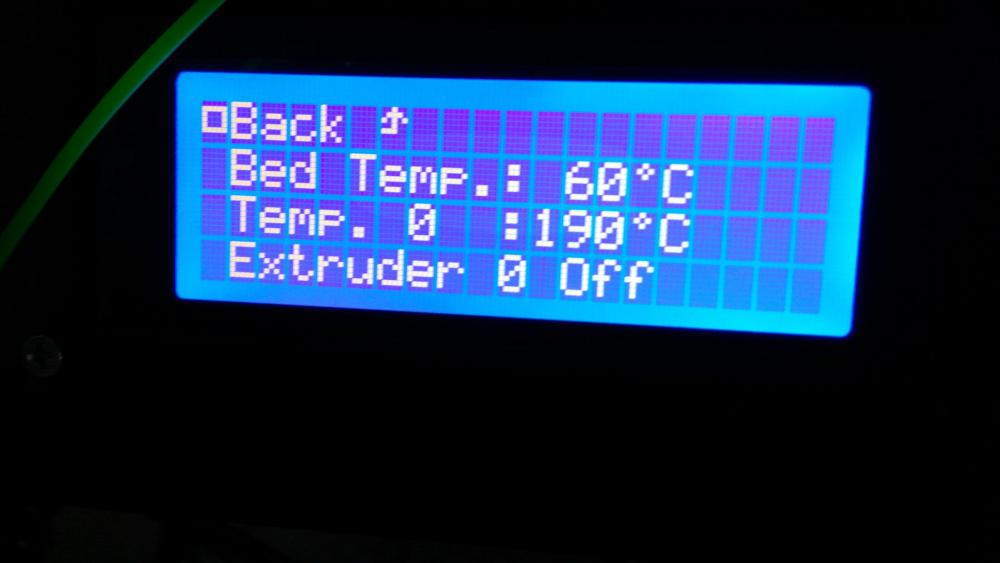 Back ⮥
Bed Temp.: 60°C
Temp. 0 :190°C
Extruder 0 Off